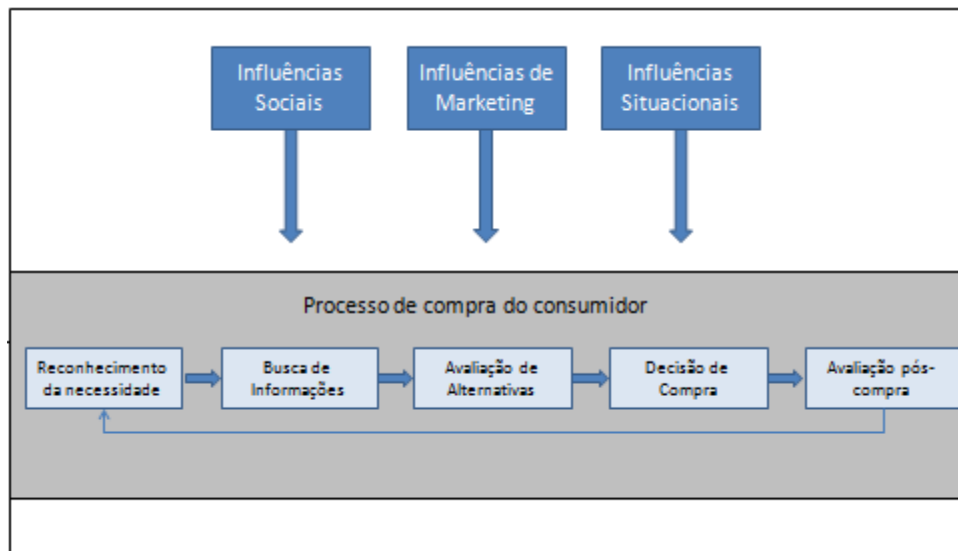 Influências
Sociais
Influências de
Marketing
Influências
Situacionais
Processo de compra do consumidor
Reconhecimento
da necessidade
Busca de
Informações
Avaliação de
Alternativas
Decisão de
Compra
Avaliação pós-
compra